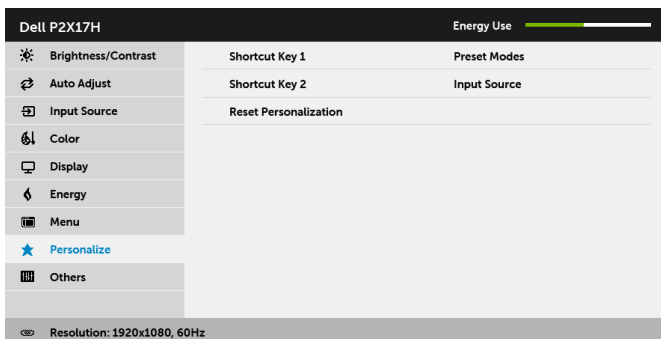 Dell P2X17H Energy Use
Brightness/Contrast Shortcut Key 1 Preset Modes
Auto Adjust Shortcut Key 2 Input Source
Input Source Reset Personalization
Color
Display
Energy
Menu
Personalize
Others
Resolution: 1920x1080, 60Hz